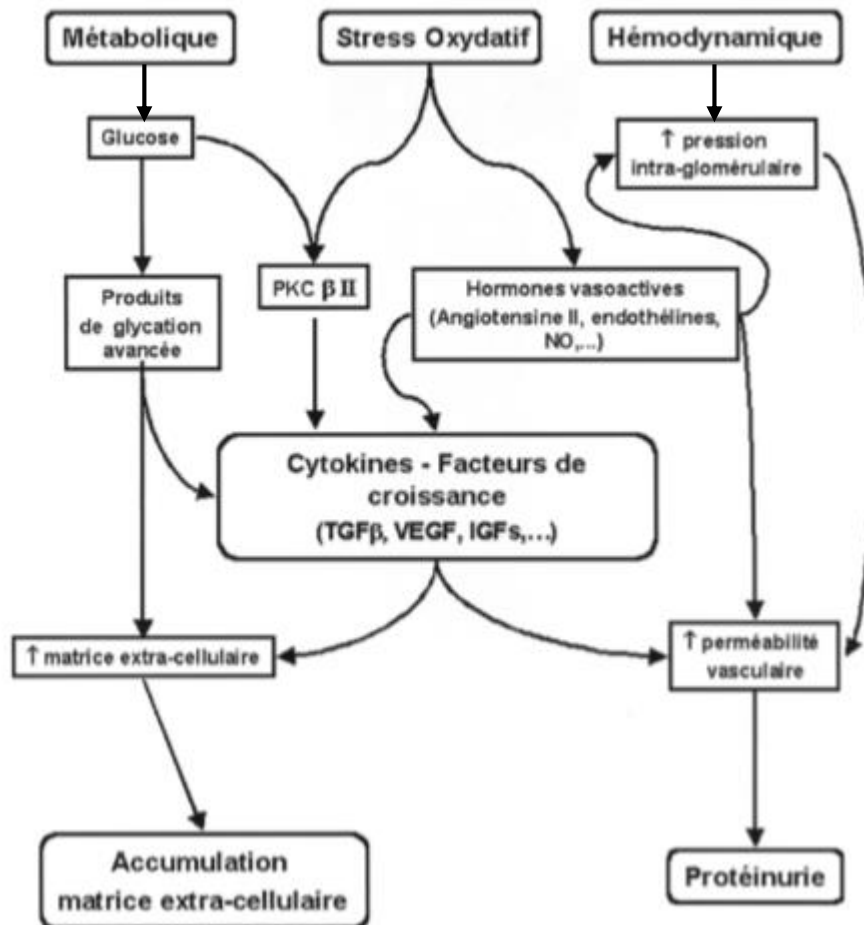 Métabolique
Stress Oxydatif
Hémodynamique
Glucose
↑ pression
intra-glomérulaire
Produits
de glycation
avancée
PKC β II
Hormones vasoactives
(Angiotensine II, endothélines,
NO,...)
Cytokines - Facteurs de
croissance
(TGFβ, VEGF, IGFs,...)
↑ matrice extra-cellulaire
↑ perméabilité
vasculaire
Accumulation
matrice extra-cellulaire
Protéinurie